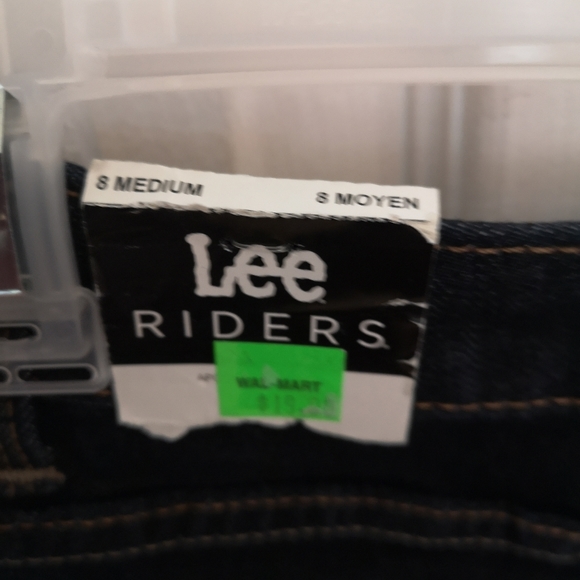 8 MEDIUM 8 MOYEN
Lee
RIDERS
WAL-MART